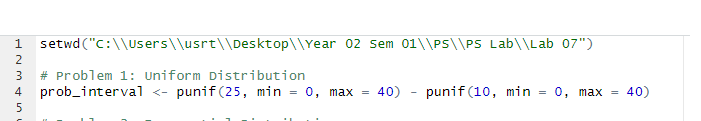 1 setwd("C:\\Users\\usrt\\Desktop\\Year 02 Sem 01\\PS\\PS Lab\\Lab 07")
2
3 # Problem 1: Uniform Distribution
4 prob_interval <- punif(25, min = 0, max = 40) - punif(10, min = 0, max = 40)
5